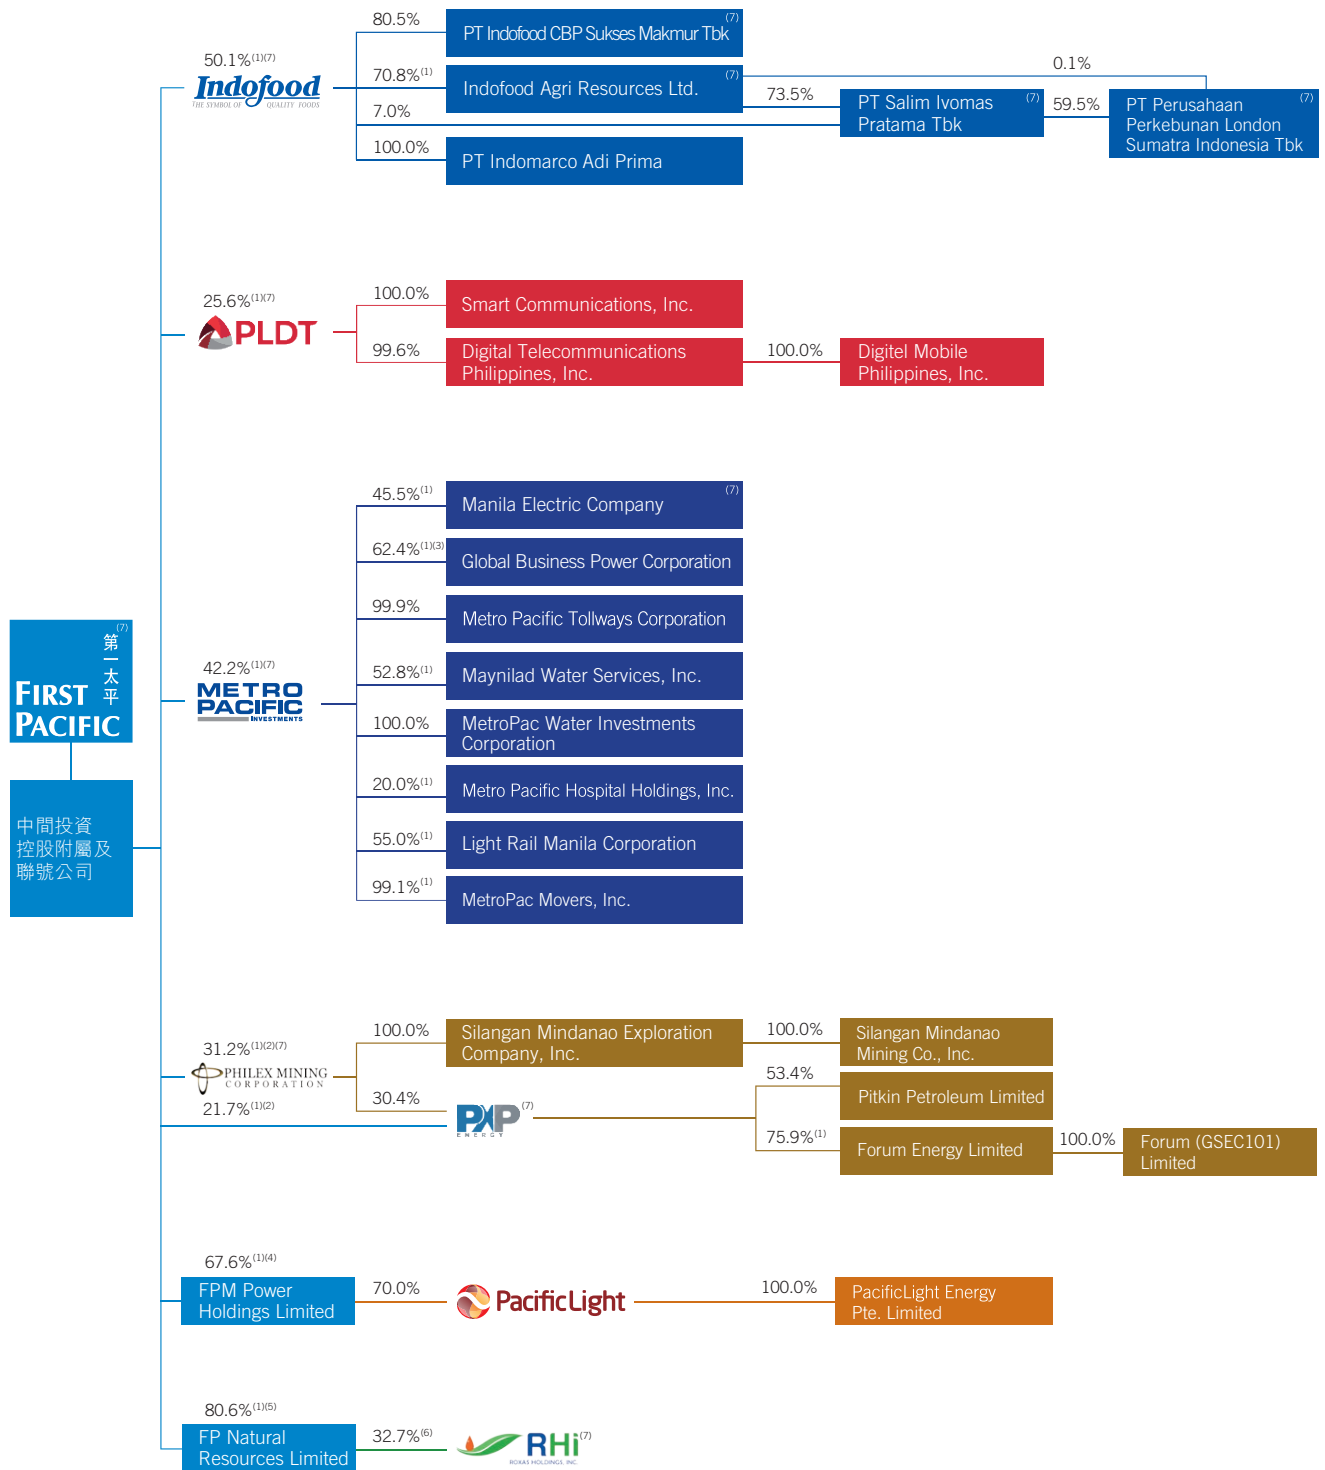 80.5%
PT Indofood CBP Sukses Makmur Tbk (7)
50.1%(1)(7)
Indofood
THE SYMBOL OF QUALITY FOODS
70.8%(1)
Indofood Agri Resources Ltd. (7)
0.1%
73.5%
7.0%
PT Salim Ivomas (7)
Pratama Tbk
59.5%
PT Perusahaan (7)
Perkebunan London
Sumatra Indonesia Tbk
100.0%
PT Indomarco Adi Prima
25.6%(1)(7)
PLDT
100.0%
Smart Communications, Inc.
99.6%
Digital Telecommunications
Philippines, Inc.
100.0%
Digitel Mobile
Philippines, Inc.
45.5%(1)
Manila Electric Company (7)
62.4%(1)(3)
Global Business Power Corporation
99.9%
Metro Pacific Tollways Corporation
(7)
第一太平
FIRST
PACIFIC
42.2%(1)(7)
METRO
PACIFIC
INVESTMENTS
52.8%(1)
Maynilad Water Services, Inc.
100.0%
MetroPac Water Investments
Corporation
20.0%(1)
Metro Pacific Hospital Holdings, Inc.
中間投資
控股附屬及
聯號公司
55.0%(1)
Light Rail Manila Corporation
99.1%(1)
MetroPac Movers, Inc.
31.2%(1)(2)(7)
PHILEX MINING
CORPORATION
100.0%
Silangan Mindanao Exploration
Company, Inc.
100.0%
Silangan Mindanao
Mining Co., Inc.
21.7%(1)(2)
30.4%
PXP (7)
ENERGY
53.4%
Pitkin Petroleum Limited
75.9%(1)
Forum Energy Limited
100.0%
Forum (GSEC101)
Limited
67.6%(1)(4)
FPM Power
Holdings Limited
70.0%
PacificLight
100.0%
PacificLight Energy
Pte. Limited
80.6%(1)(5)
FP Natural
Resources Limited
32.7%(6)
RHi (7)
ROXAS HOLDINGS, INC.